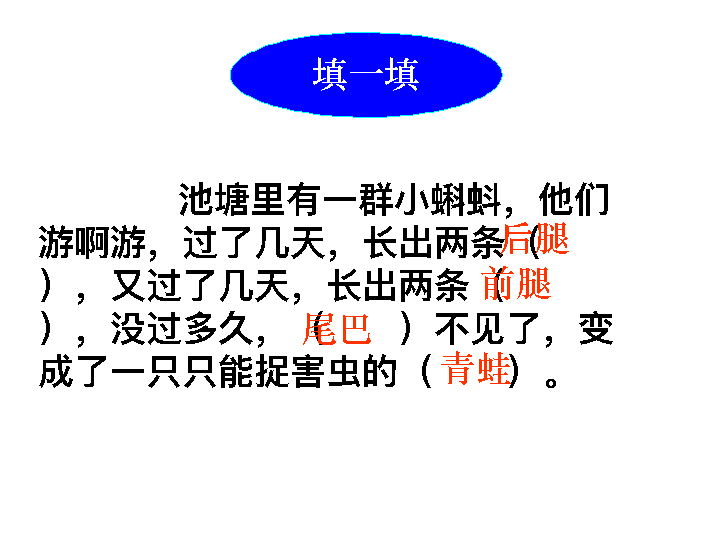 填一填
池塘里有一群小蝌蚪，他们
游啊游，过了几天，长出两条（后腿
），又过了几天，长出两条（前腿
），没过多久，（尾巴）不见了，变
成了一只只能捉害虫的（青蛙）。